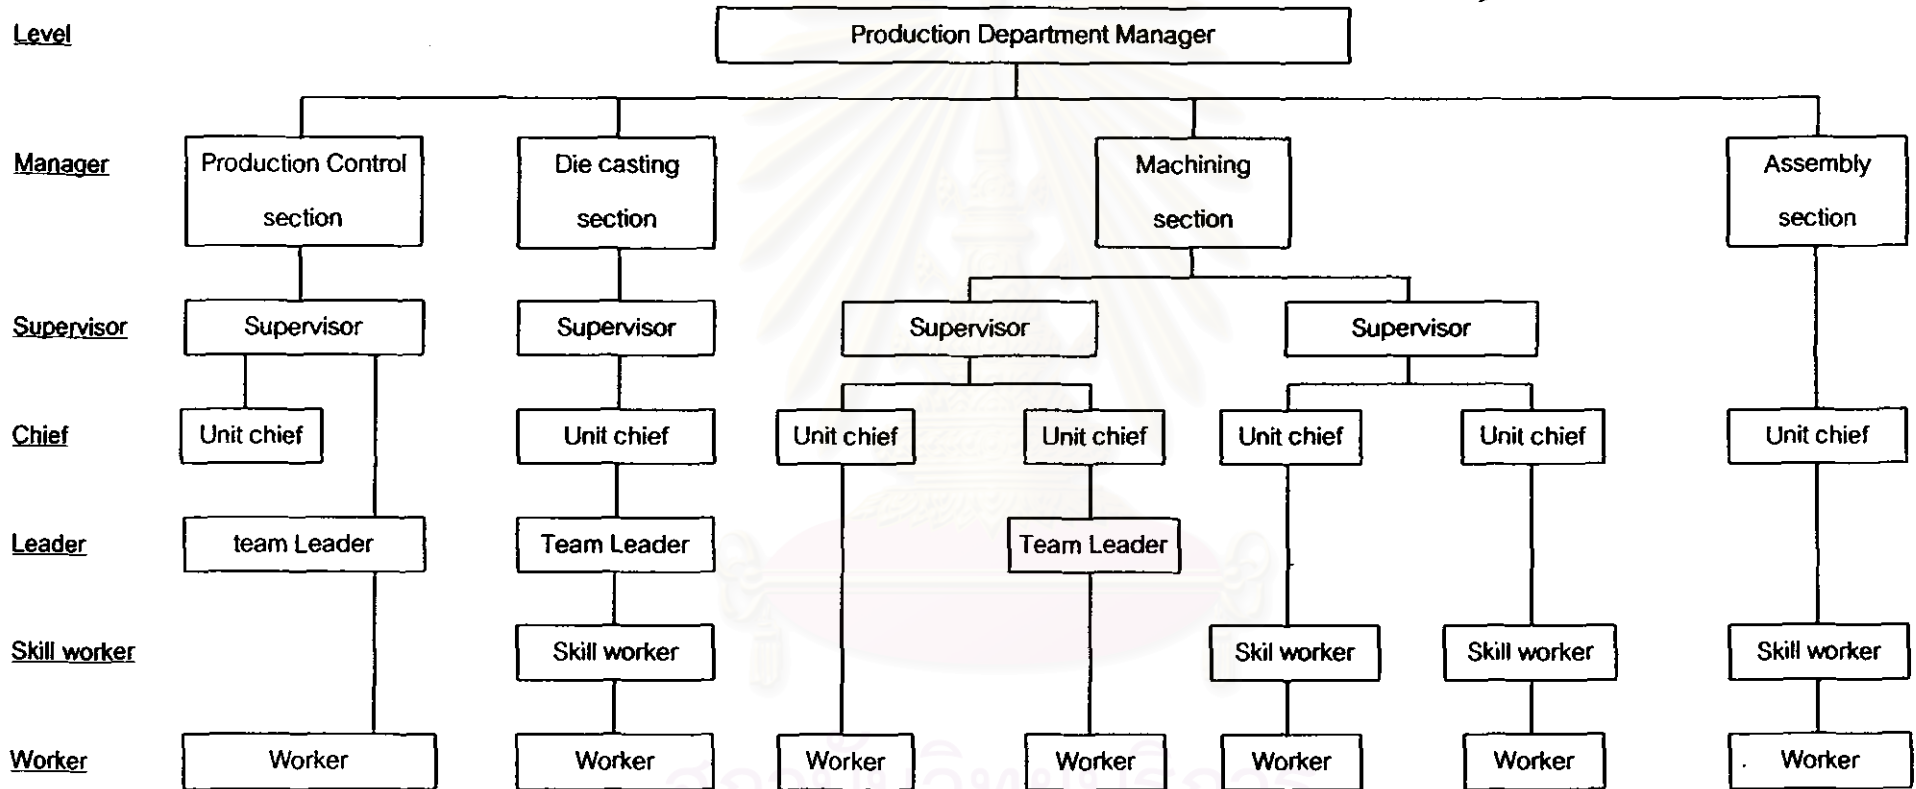 Level
Production Department Manager
Manager
Production Control
section
Die casting
section
Machining
section
Assembly
section
Supervisor
Supervisor
Supervisor
Supervisor
Supervisor
Chief
Unit chief
Unit chief
Unit chief
Unit chief
Unit chief
Unit chief
Unit chief
Leader
team Leader
Team Leader
Team Leader
Skill worker
Skill worker
Skil worker
Skill worker
Skill worker
Worker
Worker
Worker
Worker
Worker
Worker
Worker
Worker